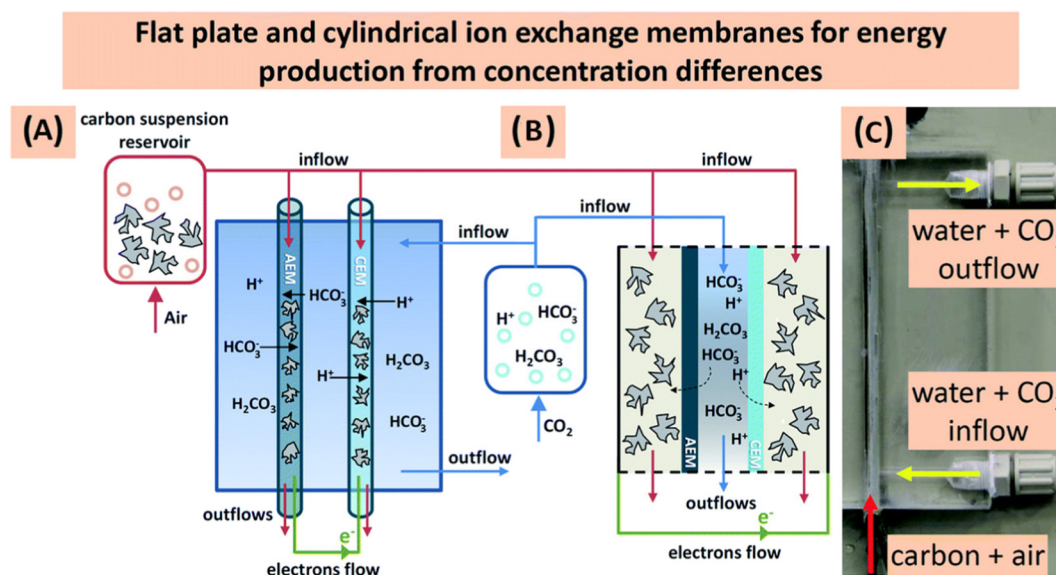 Flat plate and cylindrical ion exchange membranes for energy
production from concentration differences
(A)
carbon suspension
reservoir
Air
inflow
AEM
CEM
H⁺
HCO₃⁻
H⁺
HCO₃⁻
H⁺
H₂CO₃
H₂CO₃
HCO₃⁻
outflows
e⁻
electrons flow
inflow
outflow
(B)
inflow
inflow
H⁺
HCO₃⁻
H₂CO₃
CO₂
HCO₃⁻
H⁺
H₂CO₃
HCO₃⁻
H⁺
HCO₃⁻
H⁺
AEM
CEM
outflows
e⁻
electrons flow
(C)
water + CO
outflow
water + CO
inflow
carbon + air